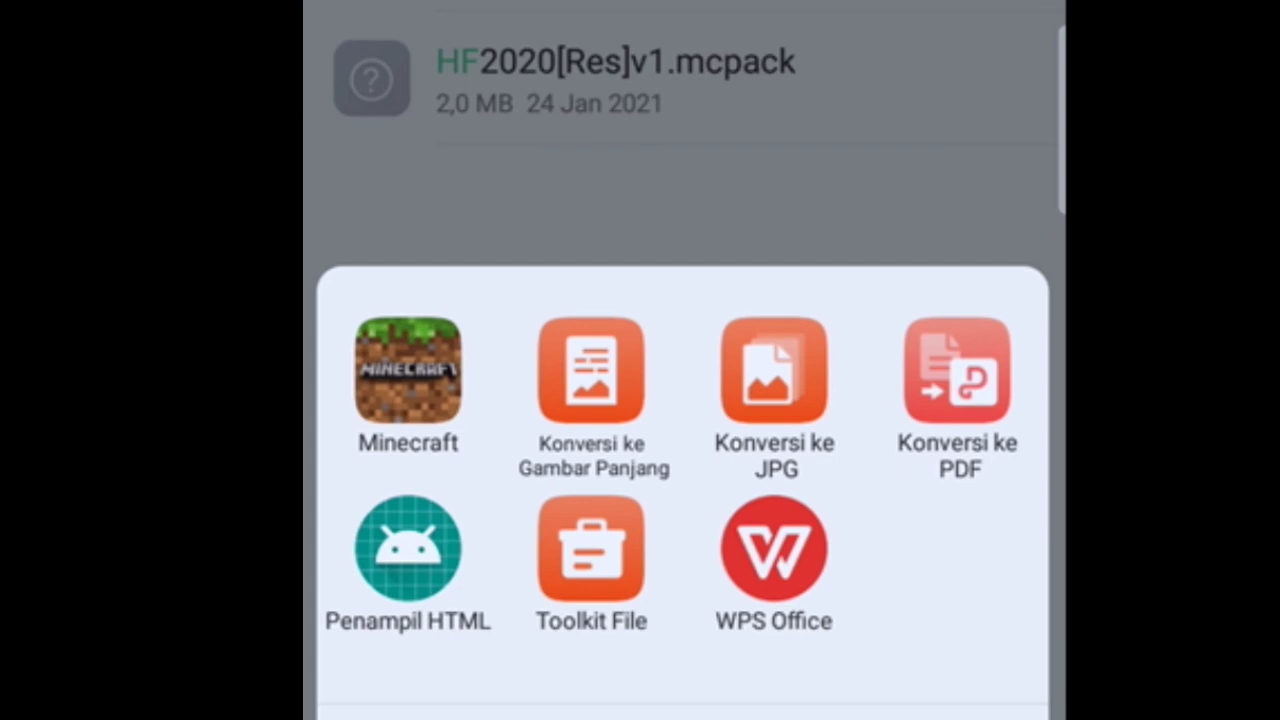 HF2020[Res]v1.mcpack
2,0 MB 24 Jan 2021
MINECRAFT
Minecraft
Konversi ke
Gambar Panjang
Konversi ke
JPG
Konversi ke
PDF
Penampil HTML
Toolkit File
WPS Office